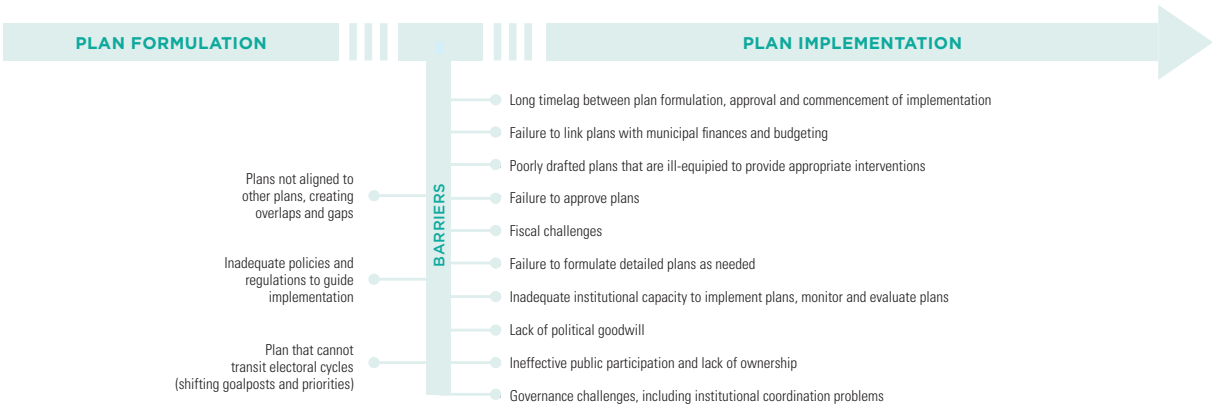 PLAN FORMULATION
PLAN IMPLEMENTATION
BARRIERS
Plans not aligned to
other plans, creating
overlaps and gaps
Inadequate policies and
regulations to guide
implementation
Plan that cannot
transit electoral cycles
(shifting goalposts and priorities)
Long timelag between plan formulation, approval and commencement of implementation
Failure to link plans with municipal finances and budgeting
Poorly drafted plans that are ill-equipied to provide appropriate interventions
Failure to approve plans
Fiscal challenges
Failure to formulate detailed plans as needed
Inadequate institutional capacity to implement plans, monitor and evaluate plans
Lack of political goodwill
Ineffective public participation and lack of ownership
Governance challenges, including institutional coordination problems